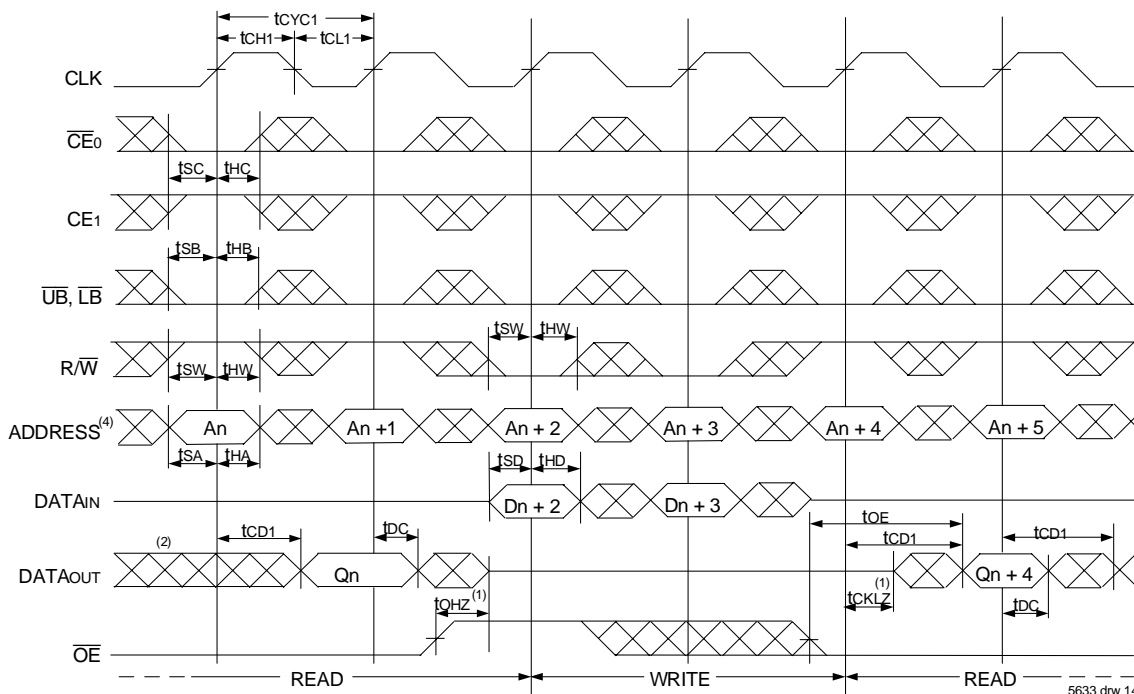 tCYC1
tCH1 tCL1
CLK
CE0
tSC tHC
CE1
tSB tHB
UB, LB
tSW tHW
R/W
tSW tHW
ADDRESS(4) An An +1 An + 2 An + 3 An + 4 An + 5
tSA tHA tSD tHD
DATAIN Dn + 2 Dn + 3
tOE
tCD1 tDC tCD1 tCD1
(2)
DATAOUT Qn Qn + 4
tOHZ(1) tCKLZ(1) tDC
OE
READ WRITE READ